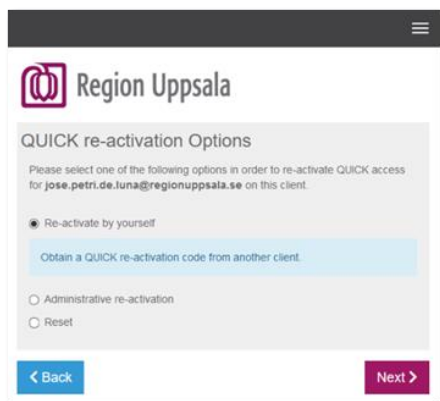 Region Uppsala
QUICK re-activation Options
Please select one of the following options in order to re-activate QUICK access
for jose.petri.de.luna@regionuppsala.se on this client.
Re-activate by yourself
Obtain a QUICK re-activation code from another client.
Administrative re-activation
Reset
Back
Next